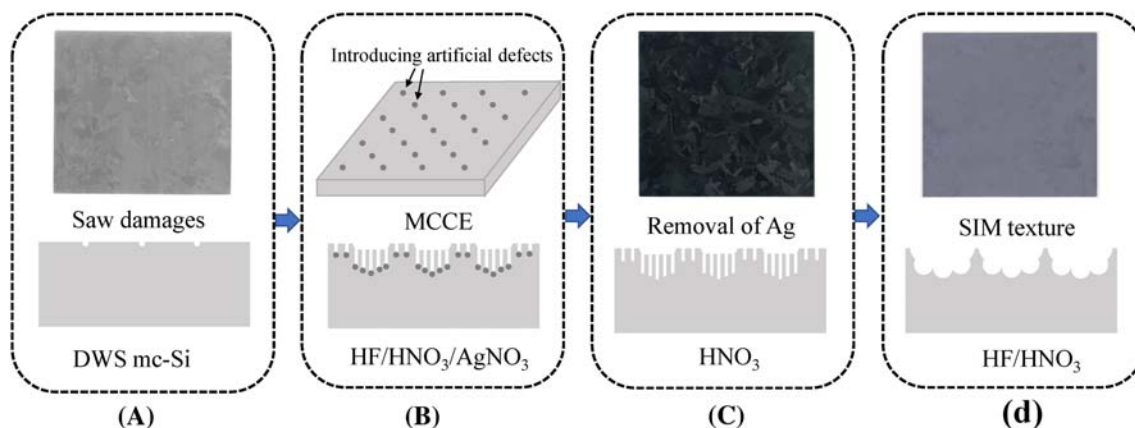 Introducing artificial defects
Saw damages
MCCE
Removal of Ag
SIM texture
DWS mc-Si
HF/HNO₃/AgNO₃
HNO₃
HF/HNO₃
(A)
(B)
(C)
(d)